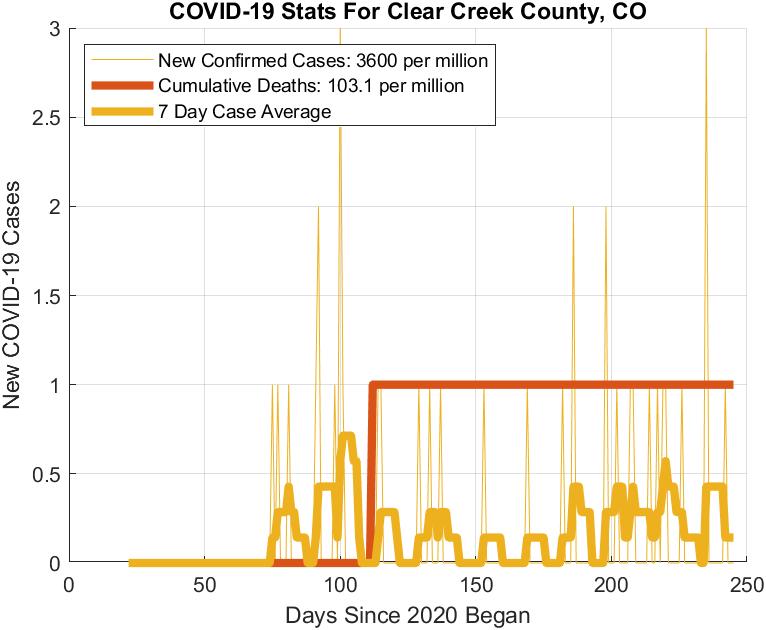 COVID-19 Stats For Clear Creek County, CO
New Confirmed Cases: 3600 per million
Cumulative Deaths: 103.1 per million
7 Day Case Average
New COVID-19 Cases
3
2.5
2
1.5
1
0.5
0
0 50 100 150 200 250
Days Since 2020 Began